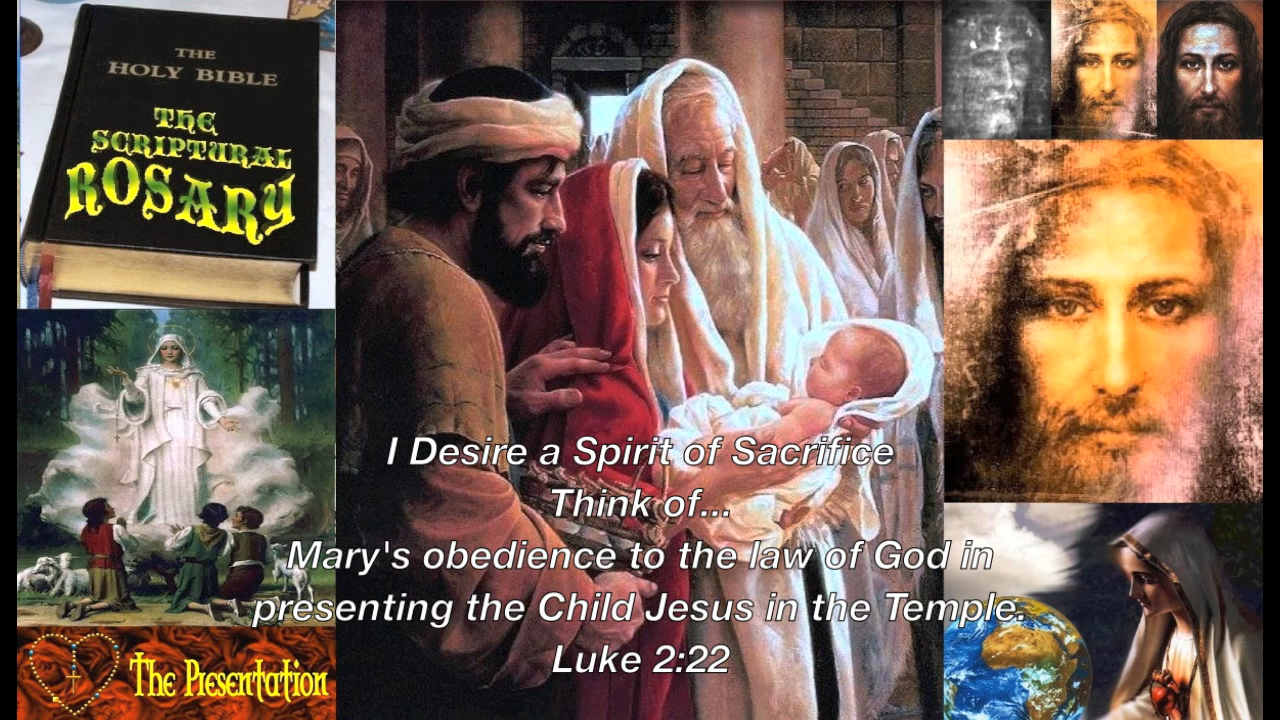 THE
HOLY BIBLE
THE
SCRIPTURAL
ROSARY
I Desire a Spirit of Sacrifice
Think of...
Mary's obedience to the law of God in
presenting the Child Jesus in the Temple.
Luke 2:22
The Presentation